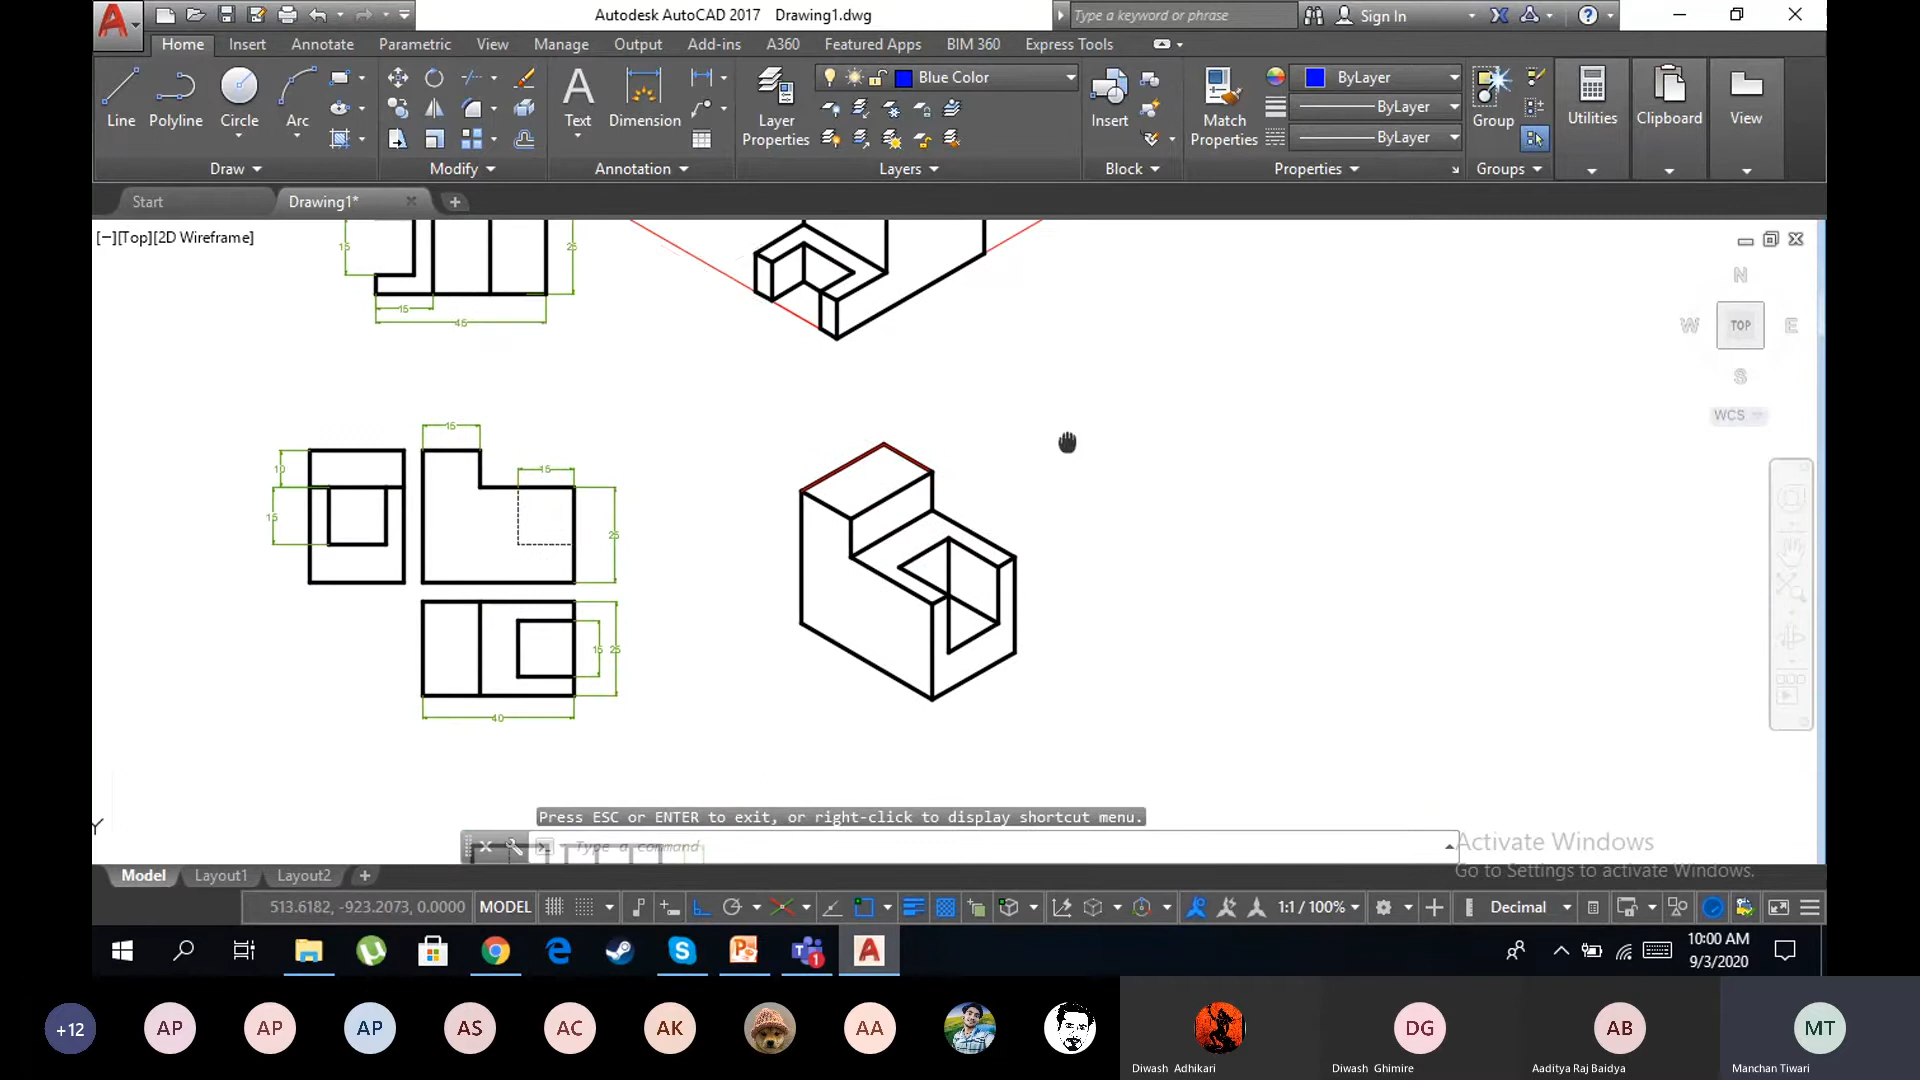 Autodesk AutoCAD 2017 Drawing1.dwg
Type a keyword or phrase
Sign In
Home Insert Annotate Parametric View Manage Output Add-ins A360 Featured Apps BIM 360 Express Tools
Blue Color
ByLayer
ByLayer
ByLayer
Line Polyline Circle Arc
Text Dimension
Layer Properties
Insert
Match Properties
Group Utilities Clipboard View
Draw Modify Annotation Layers Block Properties Groups
Start Drawing1*
[−][Top][2D Wireframe]
15 25
15
45
N
W TOP E
S
WCS
15
10 15
15 25
15 25
40
Y
Press ESC or ENTER to exit, or right-click to display shortcut menu.
Type a command
Activate Windows
Go to Settings to activate Windows.
Model Layout1 Layout2
513.6182, -923.2073, 0.0000 MODEL 1:1 / 100% Decimal
1
10:00 AM
9/3/2020
+12 AP AP AP AS AC AK AA DG AB MT
Diwash Adhikari Diwash Ghimire Aaditya Raj Baidya Manchan Tiwari